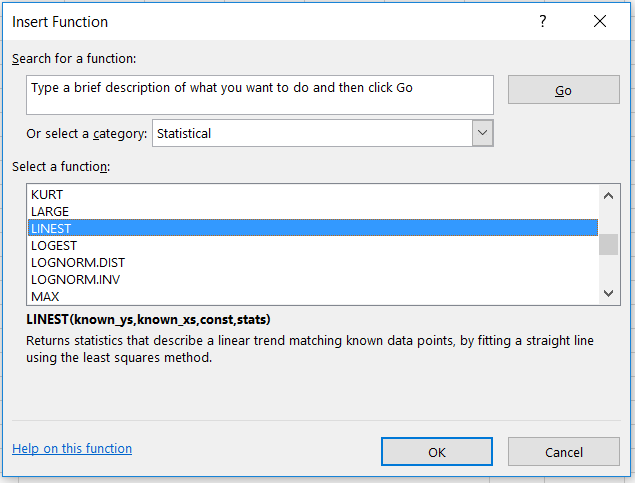 Insert Function
?
Search for a function:
Type a brief description of what you want to do and then click Go
Go
Or select a category:
Statistical
Select a function:
KURT
LARGE
LINEST
LOGEST
LOGNORM.DIST
LOGNORM.INV
MAX
LINEST(known_ys,known_xs,const,stats)
Returns statistics that describe a linear trend matching known data points, by fitting a straight line
using the least squares method.
Help on this function
OK
Cancel